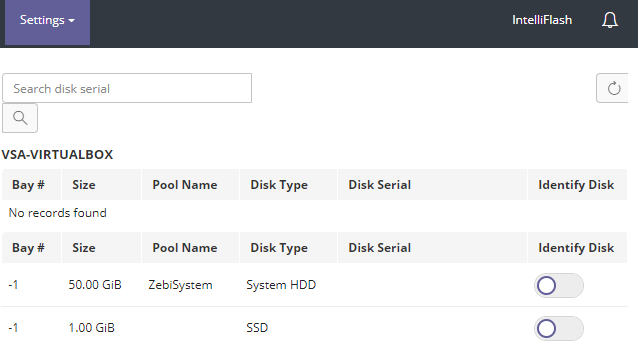 Settings
IntelliFlash
Search disk serial
VSA-VIRTUALBOX
Bay # Size Pool Name Disk Type Disk Serial Identify Disk
No records found
Bay # Size Pool Name Disk Type Disk Serial Identify Disk
-1 50.00 GiB ZebiSystem System HDD
-1 1.00 GiB SSD